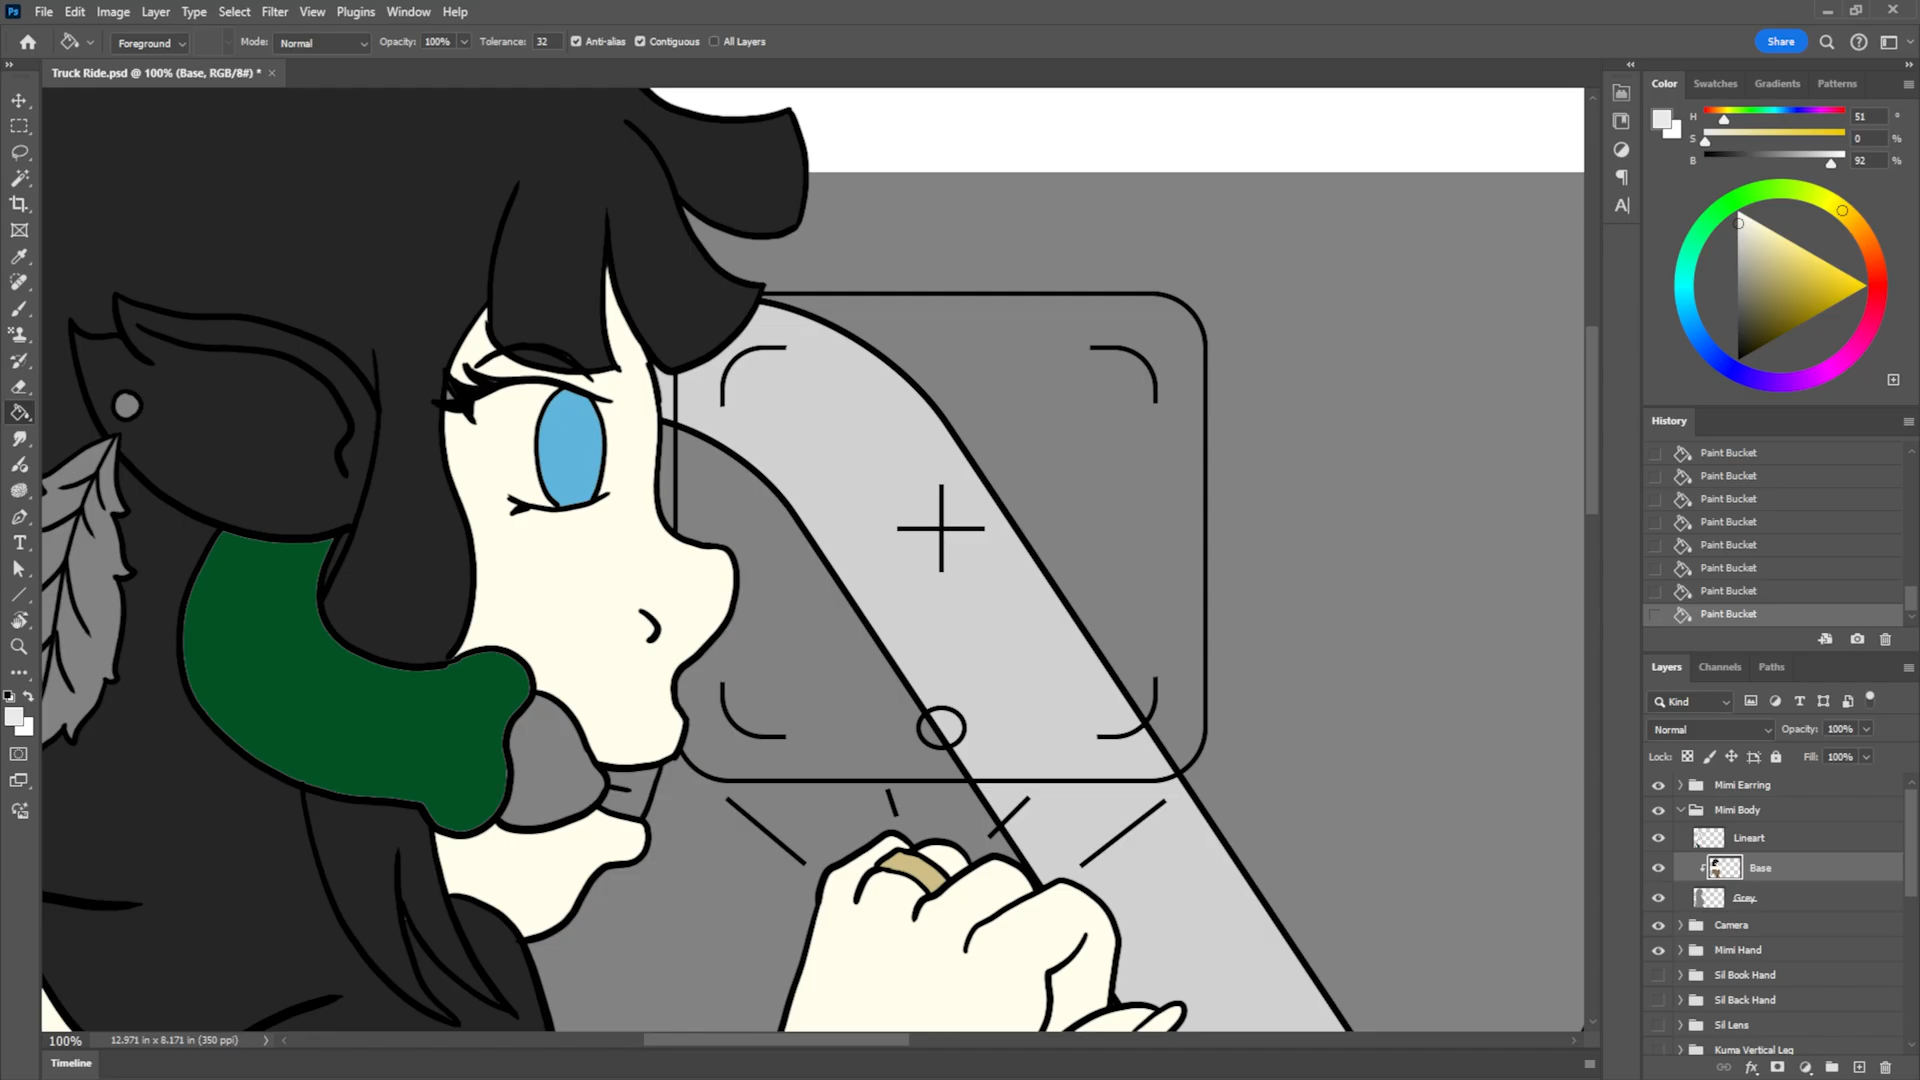 Ps File Edit Image Layer Type Select Filter View Plugins Window Help
Foreground Mode: Normal Opacity: 100% Tolerance: 32 Anti-alias Contiguous All Layers Share
Truck Ride.psd @ 100% (Base, RGB/8#) * ×
Color Swatches Gradients Patterns
H 51 °
S 0 %
B 92 %
History
Paint Bucket
Paint Bucket
Paint Bucket
Paint Bucket
Paint Bucket
Paint Bucket
Paint Bucket
Paint Bucket
Layers Channels Paths
Kind
Normal Opacity: 100%
Lock: Fill: 100%
Mimi Earring
Mimi Body
Lineart
Base
Grey
Camera
Mimi Hand
Sil Book Hand
Sil Back Hand
Sil Lens
Kuma Vertical Leg
100% 12.971 in x 8.171 in (350 ppi)
Timeline